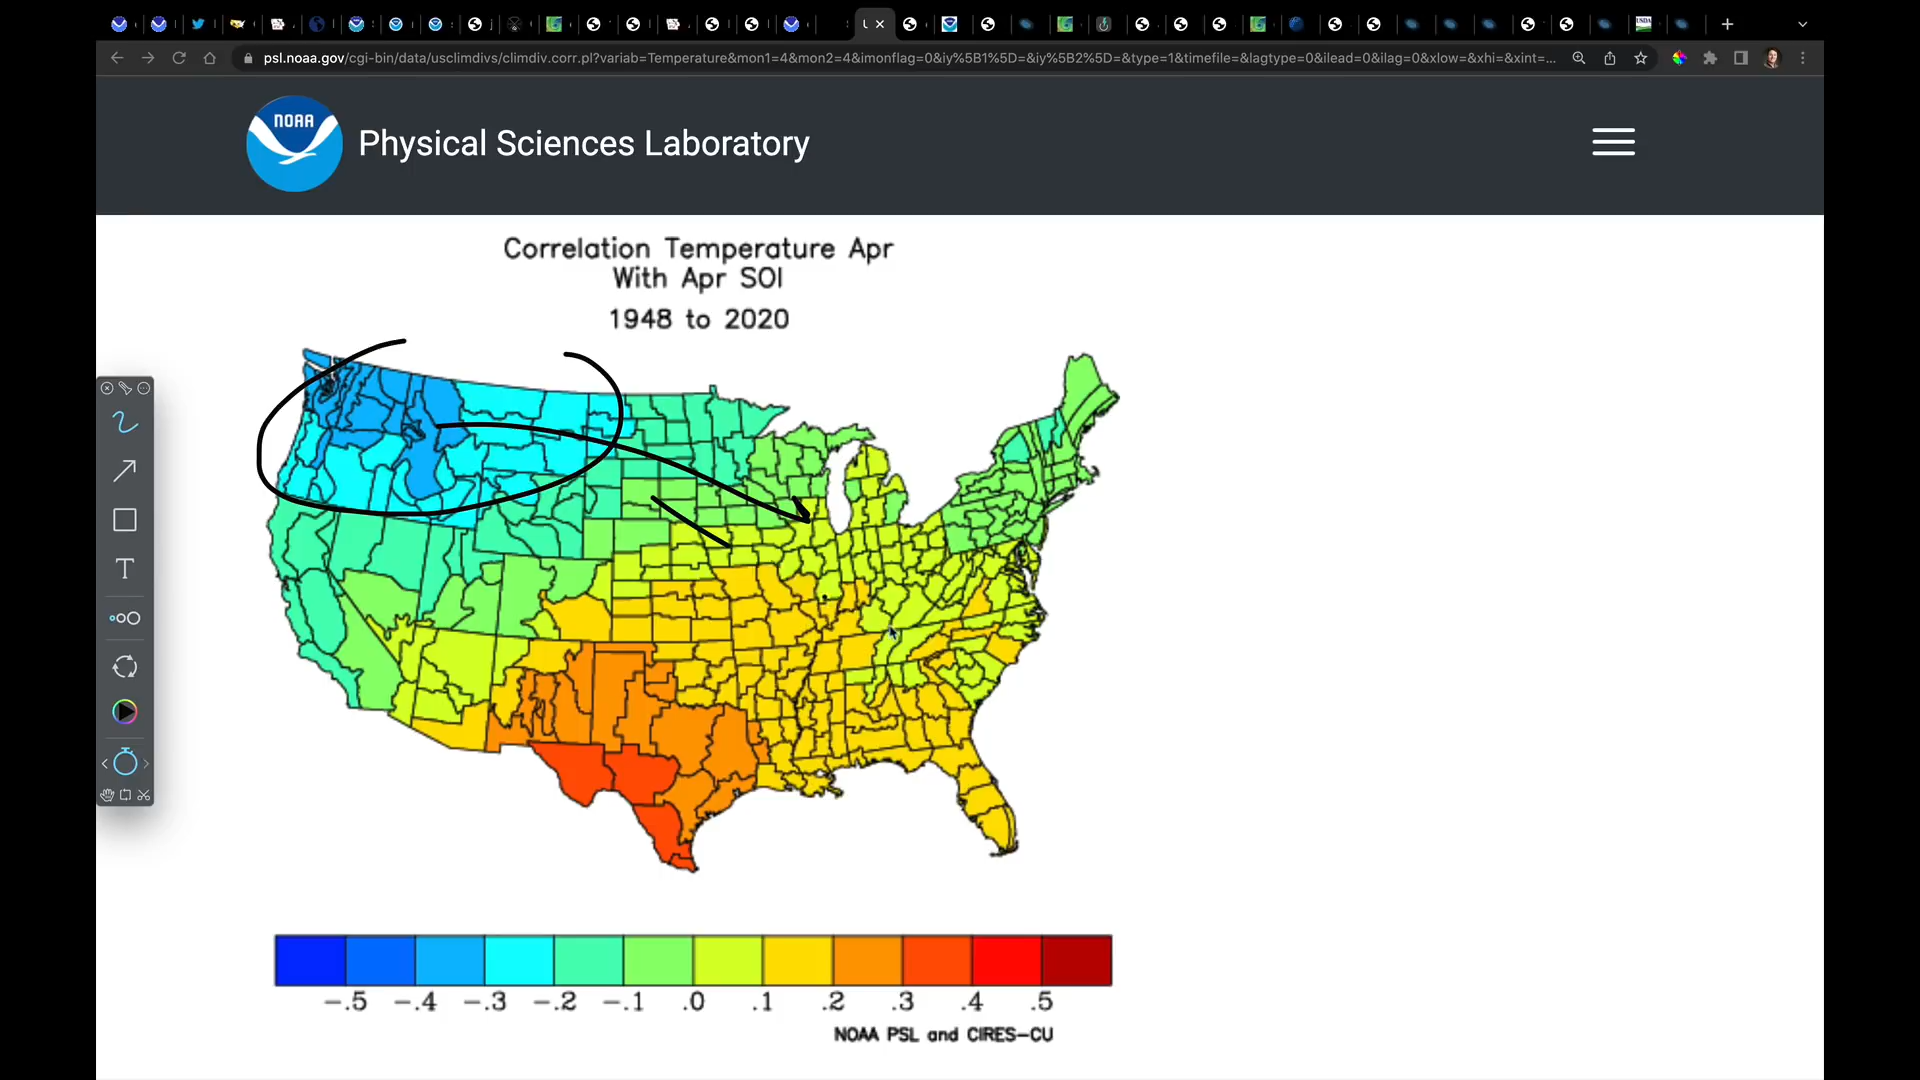 psl.noaa.gov/cgi-bin/data/usclimdivs/climdiv.corr.pl?variab=Temperature&mon1=4&mon2=4&imonflag=0&iy%5B1%5D=&iy%5B2%5D=&type=1&timefile=&lagtype=0&ilead=0&ilag=0&xlow=&xhi=&xint=...
NOAA
Physical Sciences Laboratory
Correlation Temperature Apr
With Apr SOI
1948 to 2020
T
-.5 -.4 -.3 -.2 -.1 .0 .1 .2 .3 .4 .5
NOAA PSL and CIRES-CU